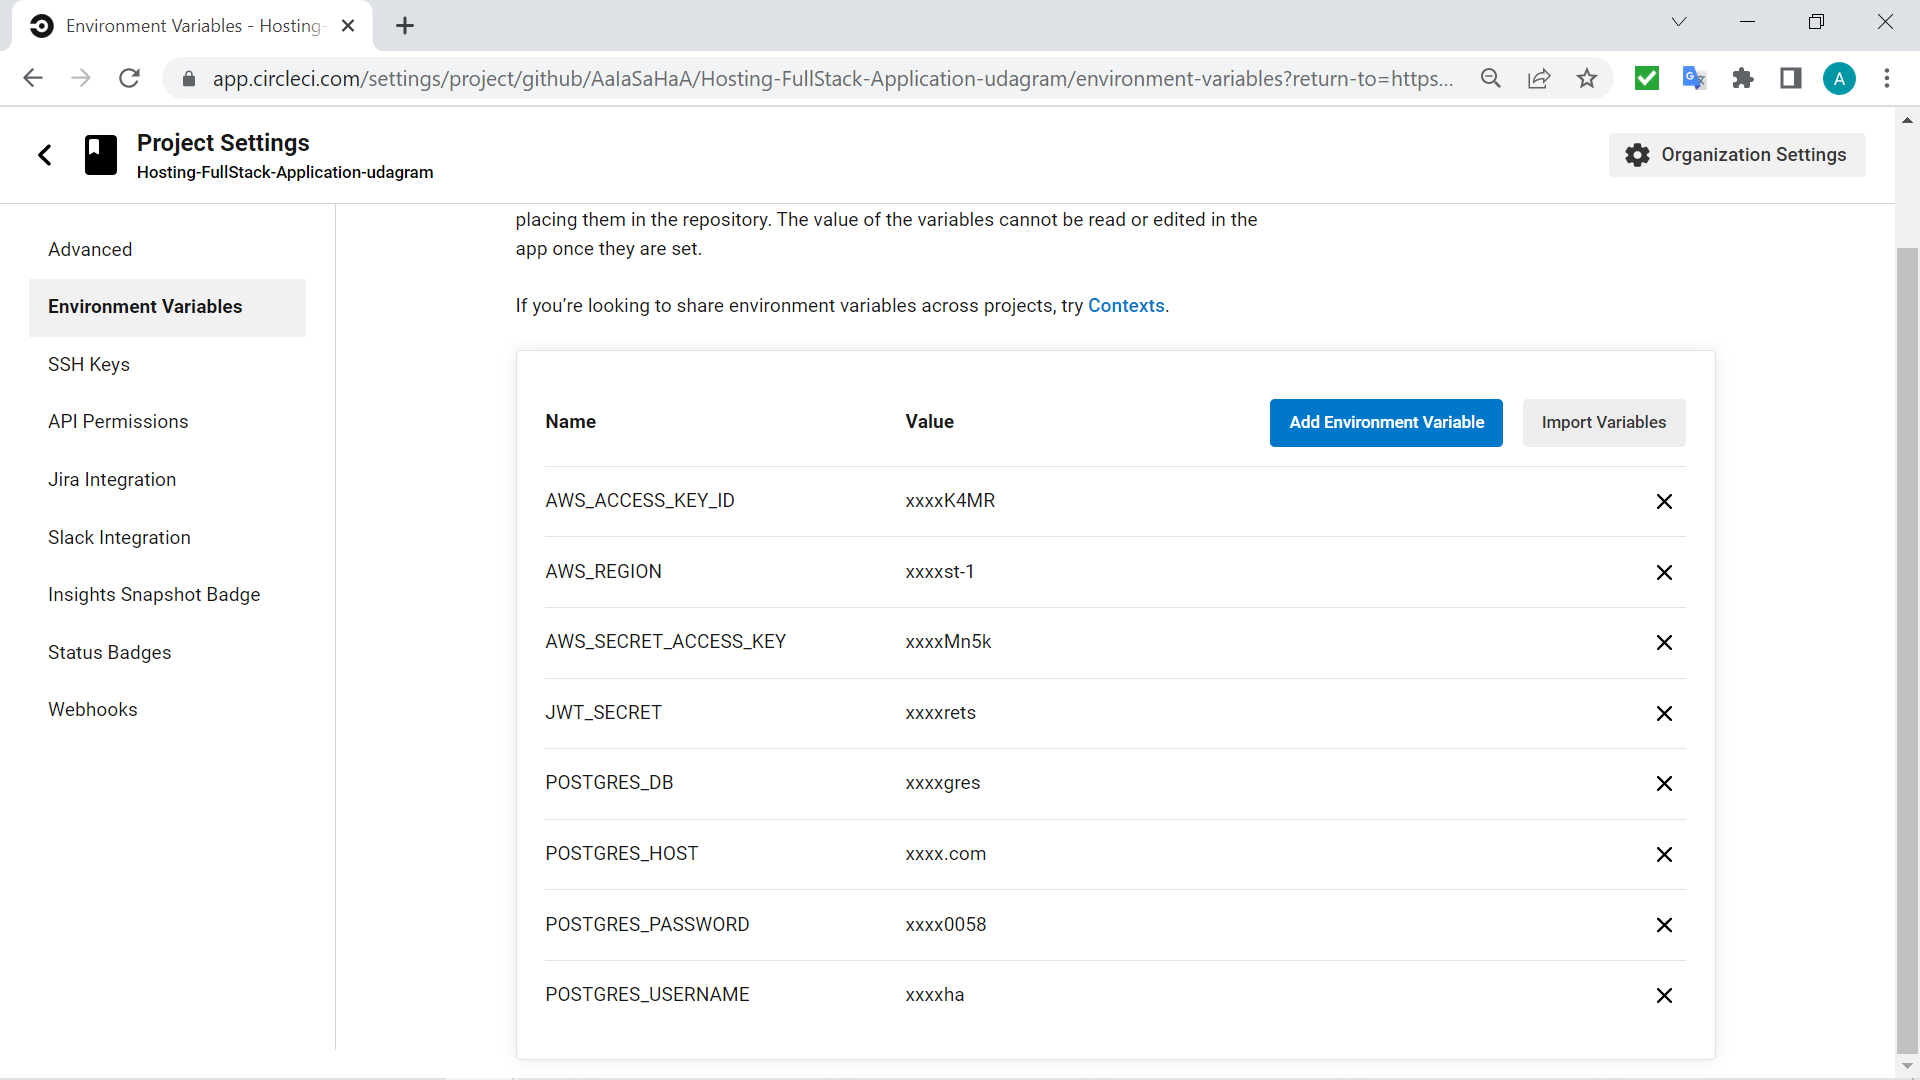 Environment Variables - Hosting-
app.circleci.com/settings/project/github/AalaSaHaA/Hosting-FullStack-Application-udagram/environment-variables?return-to=https...
A
Project Settings
Hosting-FullStack-Application-udagram
Organization Settings
Advanced
Environment Variables
SSH Keys
API Permissions
Jira Integration
Slack Integration
Insights Snapshot Badge
Status Badges
Webhooks
placing them in the repository. The value of the variables cannot be read or edited in the
app once they are set.
If you’re looking to share environment variables across projects, try Contexts.
Name Value Add Environment Variable Import Variables
AWS_ACCESS_KEY_ID xxxxK4MR
AWS_REGION xxxxst-1
AWS_SECRET_ACCESS_KEY xxxxMn5k
JWT_SECRET xxxxrets
POSTGRES_DB xxxxgres
POSTGRES_HOST xxxx.com
POSTGRES_PASSWORD xxxx0058
POSTGRES_USERNAME xxxxha